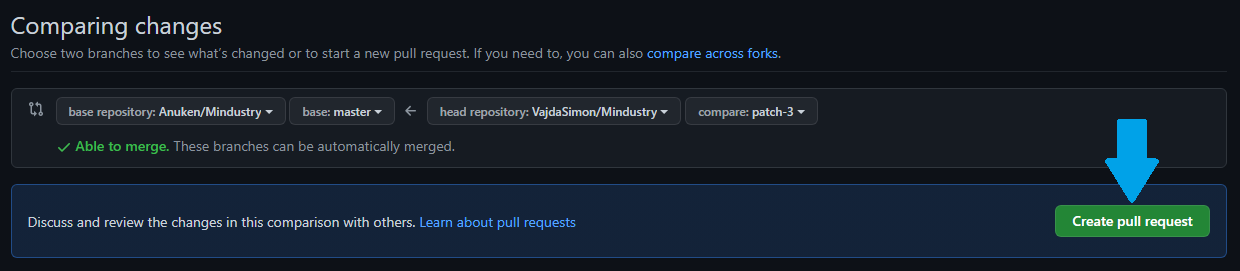 Comparing changes
Choose two branches to see what's changed or to start a new pull request. If you need to, you can also compare across forks.
base repository: Anuken/Mindustry base: master head repository: VajdaSimon/Mindustry compare: patch-3
Able to merge. These branches can be automatically merged.
Discuss and review the changes in this comparison with others. Learn about pull requests Create pull request